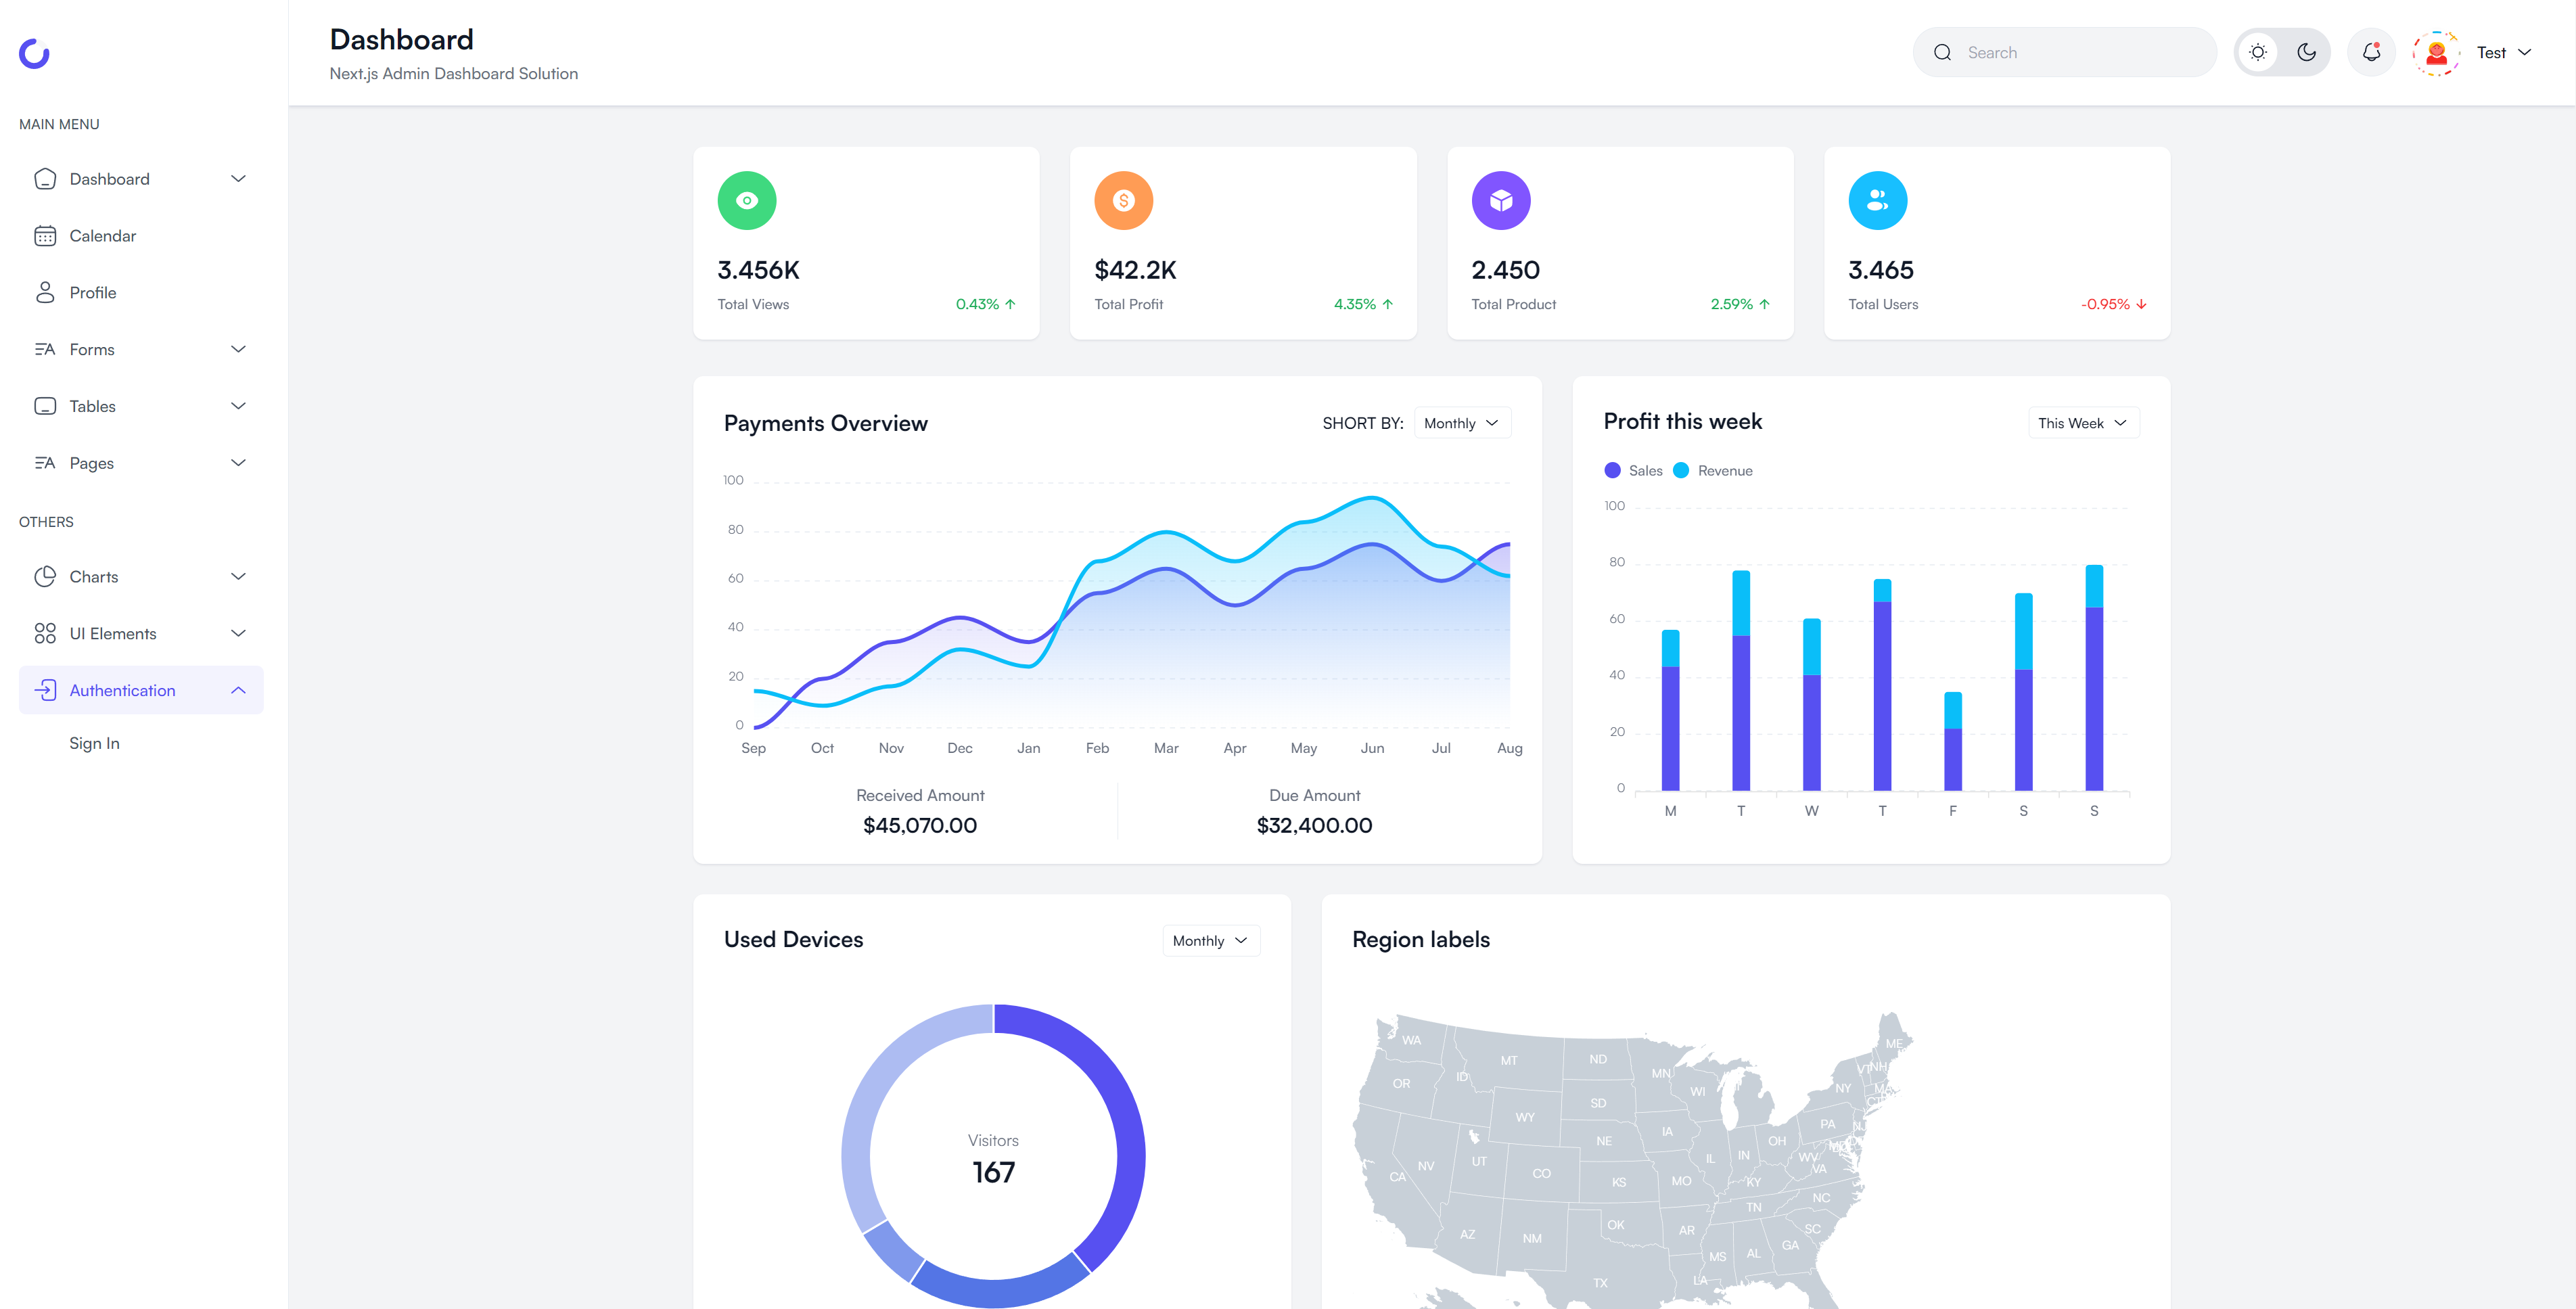 Dashboard
Next.js Admin Dashboard Solution
Search
Test
MAIN MENU
Dashboard
Calendar
Profile
Forms
Tables
Pages
OTHERS
Charts
UI Elements
Authentication
Sign In
3.456K
Total Views 0.43%
$42.2K
Total Profit 4.35%
2.450
Total Product 2.59%
3.465
Total Users -0.95%
Payments Overview
SHORT BY: Monthly
100
80
60
40
20
0
Sep Oct Nov Dec Jan Feb Mar Apr May Jun Jul Aug
Received Amount
$45,070.00
Due Amount
$32,400.00
Profit this week
This Week
Sales Revenue
100
80
60
40
20
0
M T W T F S S
Used Devices
Monthly
Visitors
167
Region labels
WA
MT
ND
ME
OR
ID
MN
VT
NH
WI
NY
MA
SD
WY
CT
PA
NE
IA
OH
NV
UT
CO
IL
IN
WV
VA
CA
KS
MO
KY
NC
TN
AZ
NM
OK
AR
SC
MS
AL
GA
TX
LA